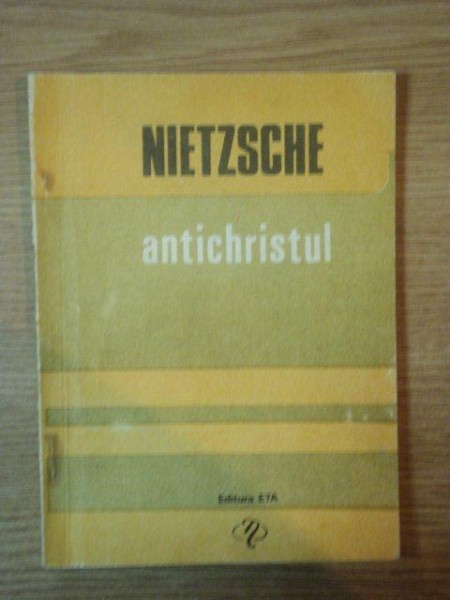 NIETZSCHE
antichristul
Editura ETA
η